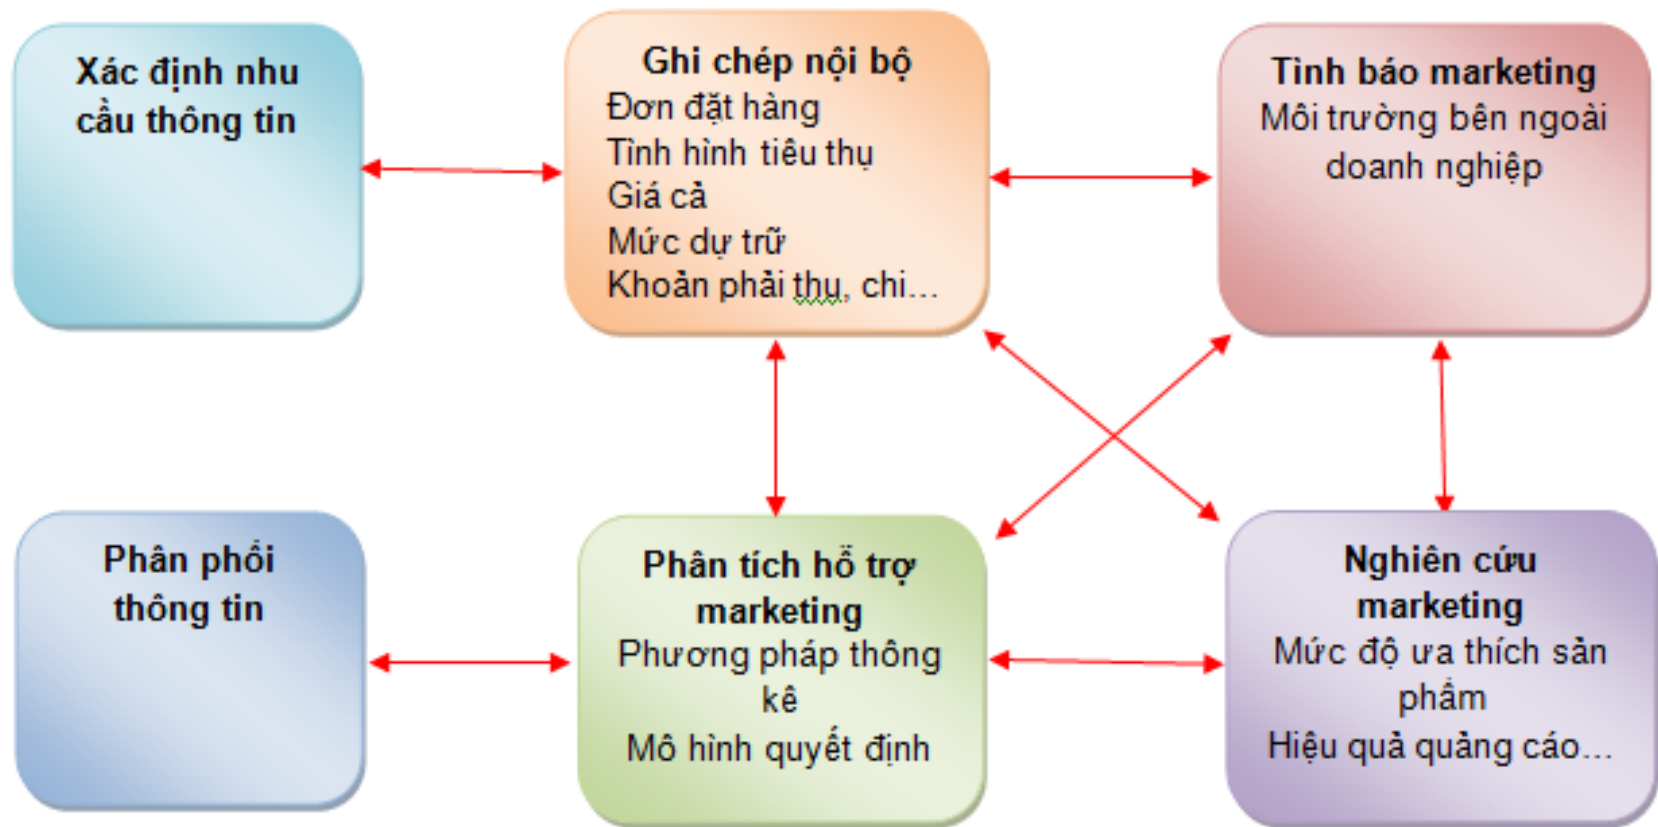 Xác định nhu
cầu thông tin
Ghi chép nội bộ
Đơn đặt hàng
Tình hình tiêu thụ
Giá cả
Mức dự trữ
Khoản phải thụ, chi...
Tình báo marketing
Môi trường bên ngoài
doanh nghiệp
Phân phối
thông tin
Phân tích hỗ trợ
marketing
Phương pháp thông
kê
Mô hình quyết định
Nghiên cứu
marketing
Mức độ ưa thích sản
phẩm
Hiệu quả quảng cáo...